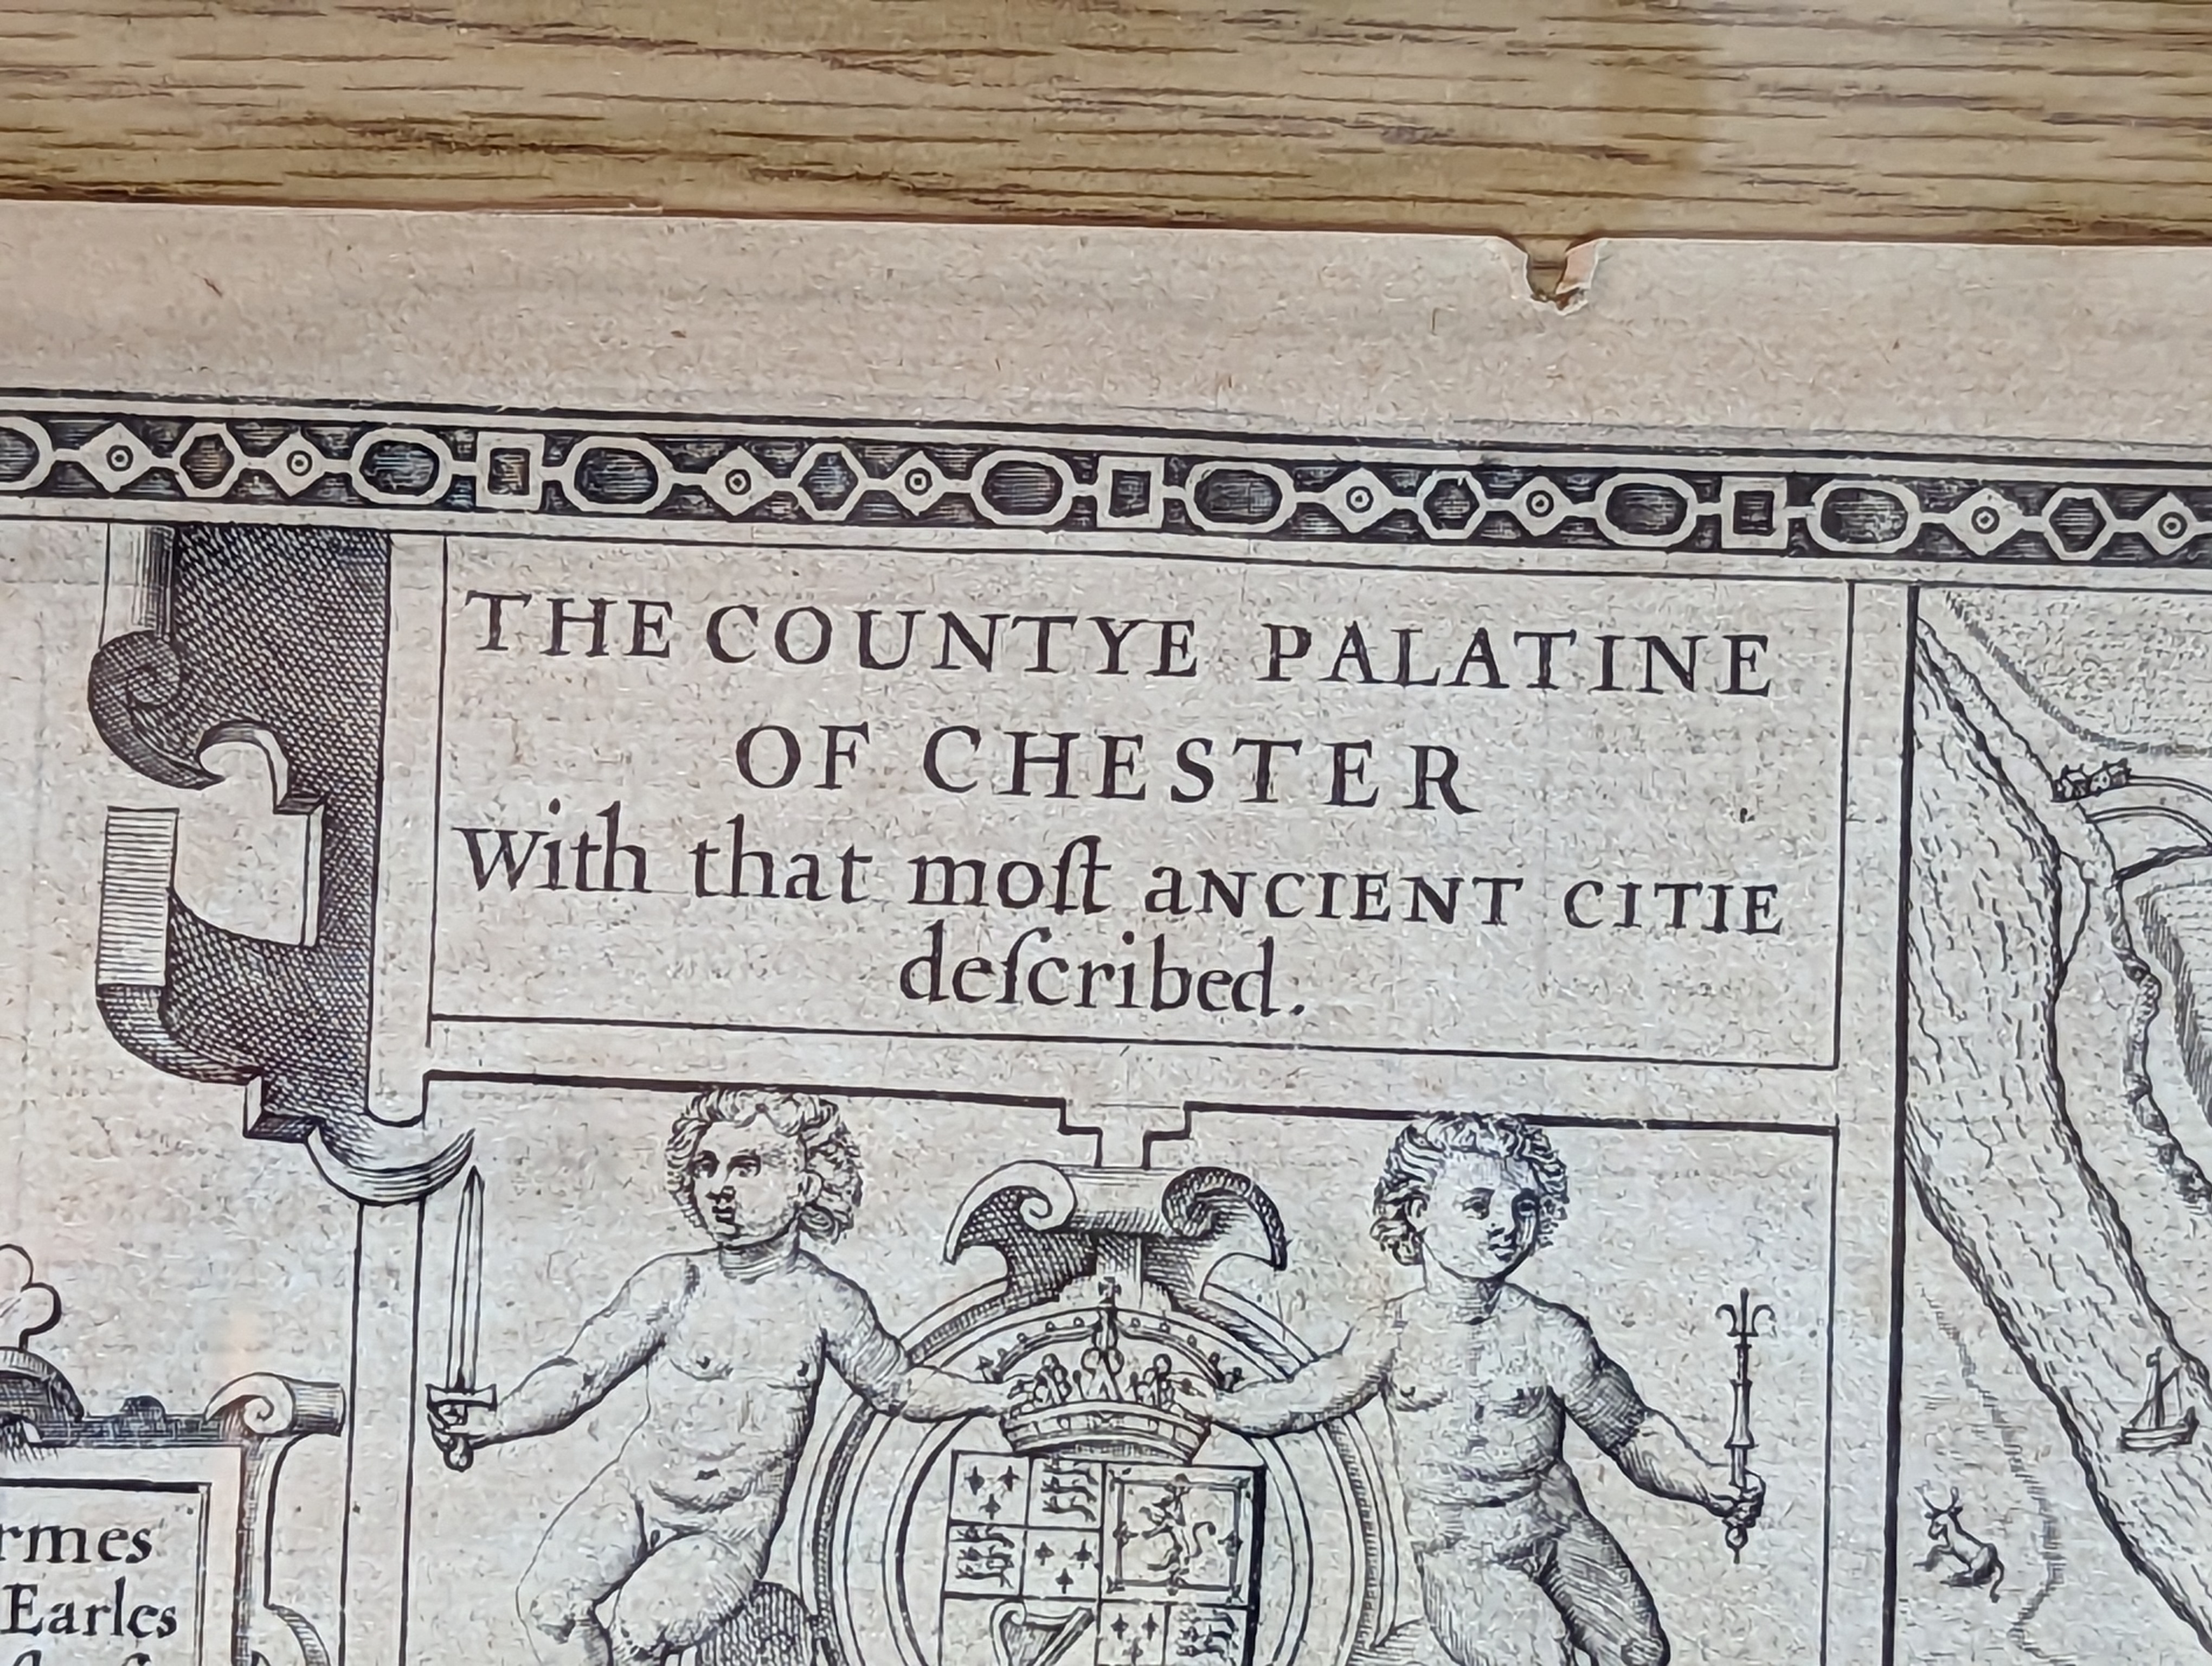 THE COUNTYE PALATINE
OF CHESTER
with that moſt aNCIENT CITIE
deſcribed.
rmes
Earles